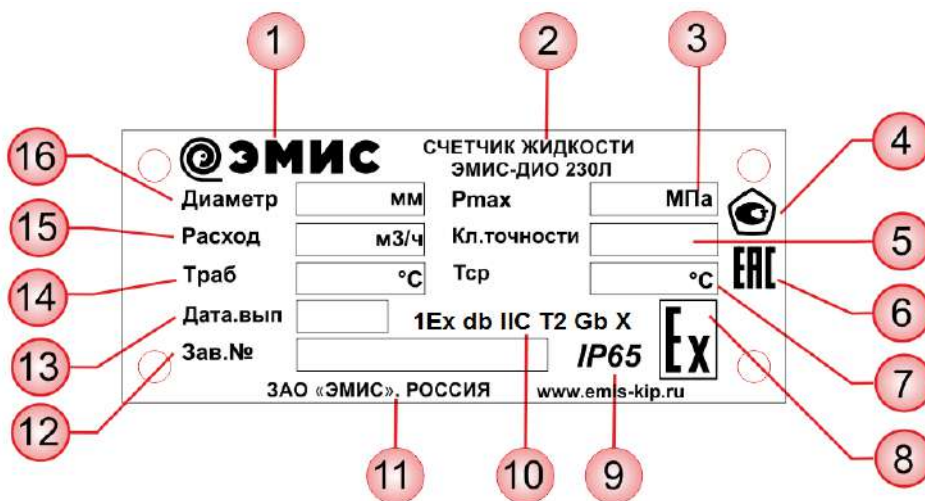 1
2
3
16
15
14
13
12
4
5
6
7
8
ЭМИС
СЧЕТЧИК ЖИДКОСТИ
ЭМИС-ДИО 230Л
Диаметр мм Pmax МПа
Расход м3/ч Кл.точности
Траб °С Тср °С
Дата.вып 1Ex db IIC T2 Gb X Ex
Зав.№ IP65
ЗАО «ЭМИС». РОССИЯ www.emis-kip.ru
ЕАС
11
10
9